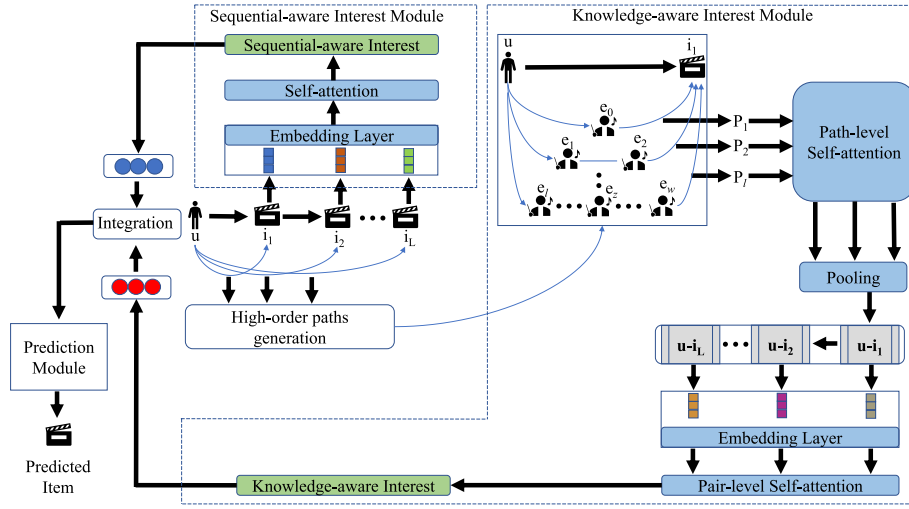 Sequential-aware Interest Module
Sequential-aware Interest
Self-attention
Embedding Layer
Integration
u
i1
i2
iL
High-order paths
generation
Prediction
Module
Predicted
Item
Knowledge-aware Interest Module
u
i1
e0
e1
e2
el
ez
ew
P1
P2
Pl
Path-level
Self-attention
Pooling
u-iL
u-i2
u-i1
Embedding Layer
Pair-level Self-attention
Knowledge-aware Interest